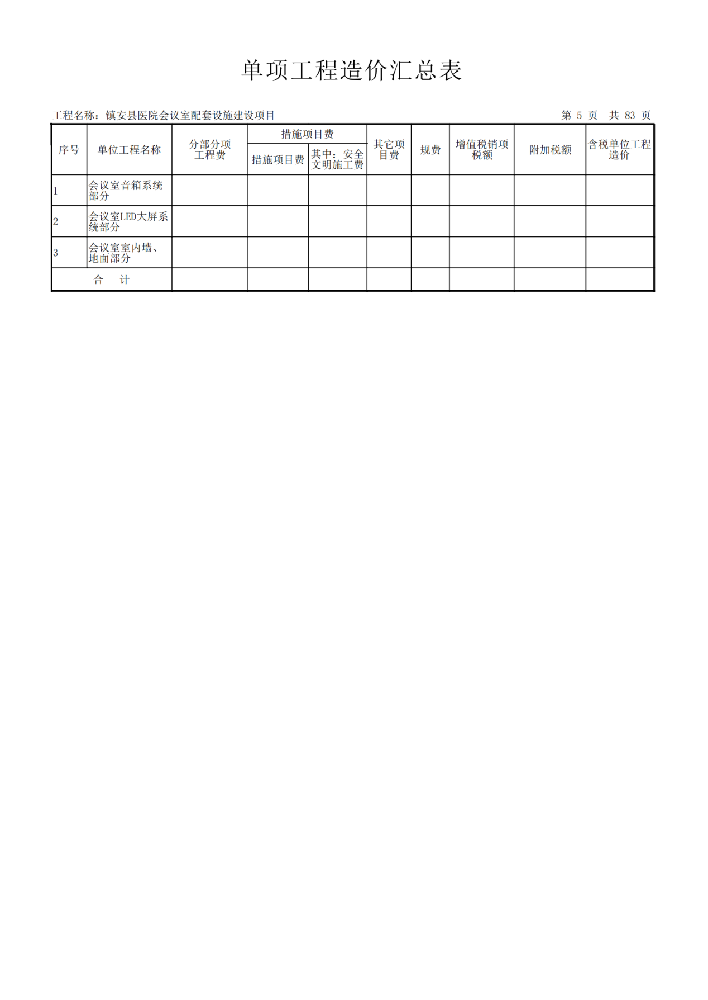 单项工程造价汇总表
工程名称：镇安县医院会议室配套设施建设项目 第 5 页 共 83 页
序号
单位工程名称
分部分项
工程费
措施项目费
措施项目费
其中：安全
文明施工费
其它项
目费
规费
增值税销项
税额
附加税额
含税单位工程
造价
1
会议室音箱系统
部分
2
会议室LED大屏系
统部分
3
会议室室内墙、
地面部分
合 计